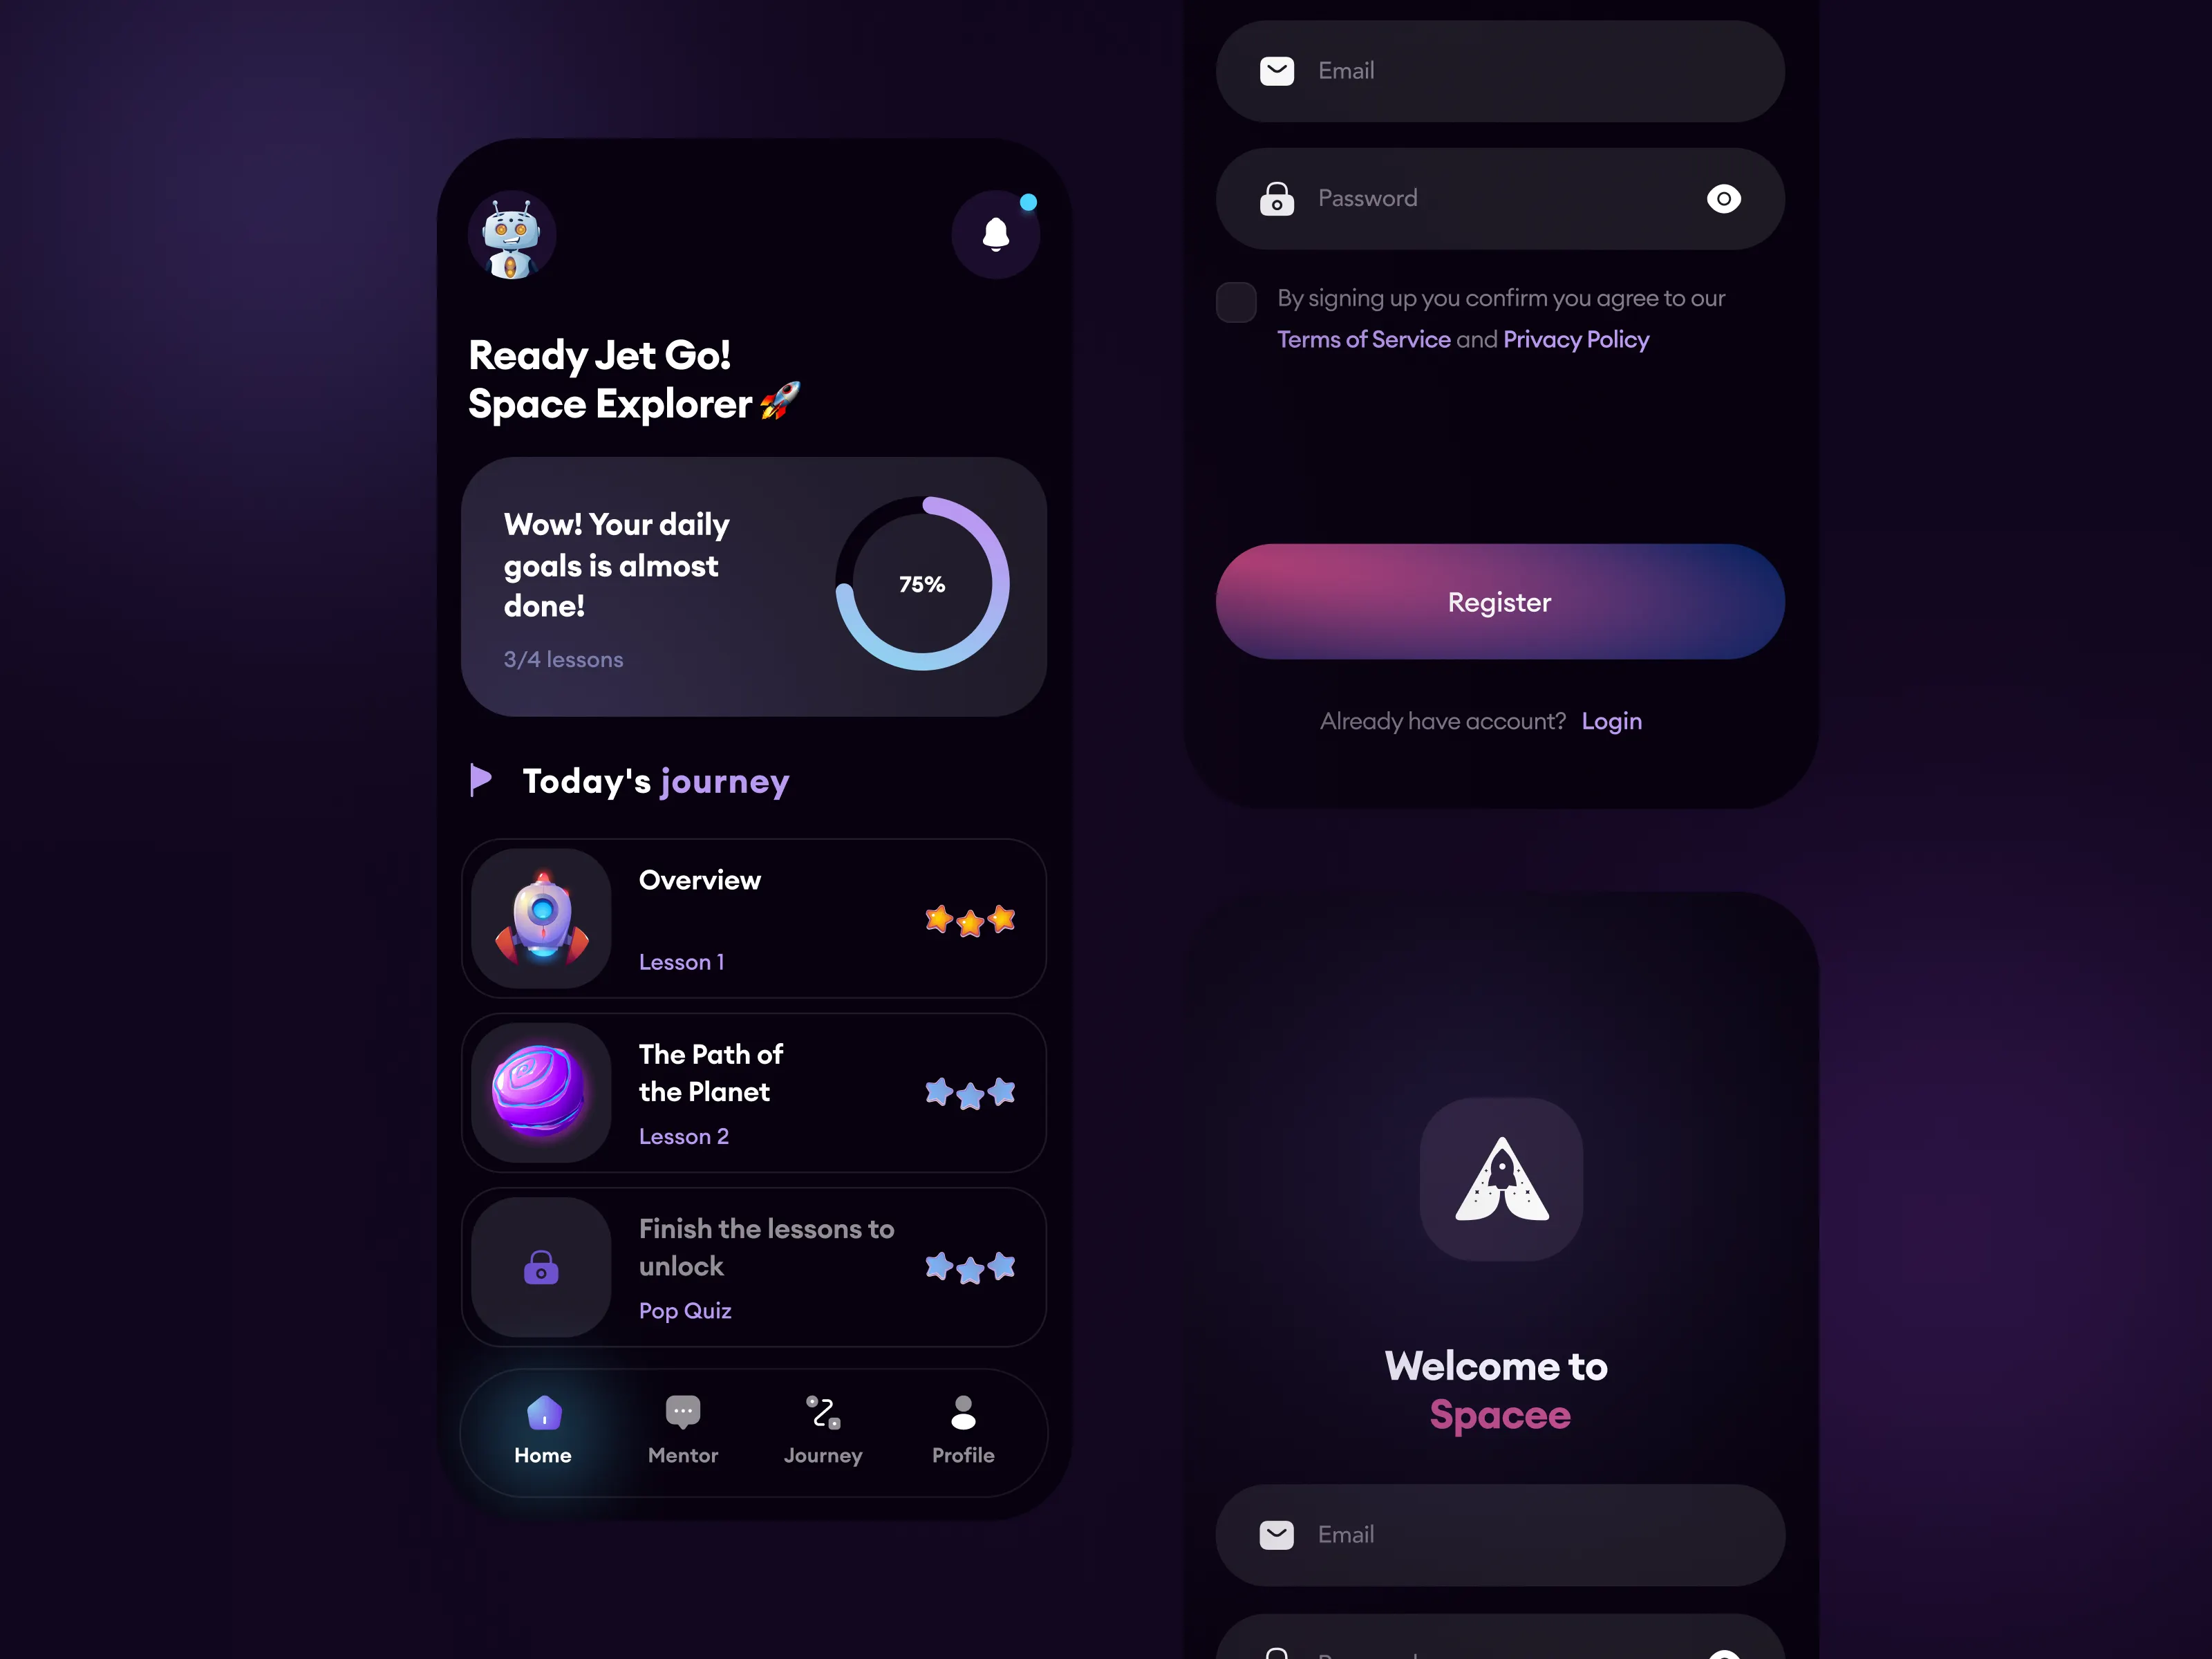 Ready Jet Go!
Space Explorer 🚀
Wow! Your daily
goals is almost
done!
3/4 lessons
75%
Today's journey
Overview
Lesson 1
The Path of
the Planet
Lesson 2
Finish the lessons to
unlock
Pop Quiz
Home
Mentor
Journey
Profile
Email
Password
By signing up you confirm you agree to our
Terms of Service and Privacy Policy
Register
Already have account? Login
Welcome to
Spacee
Email